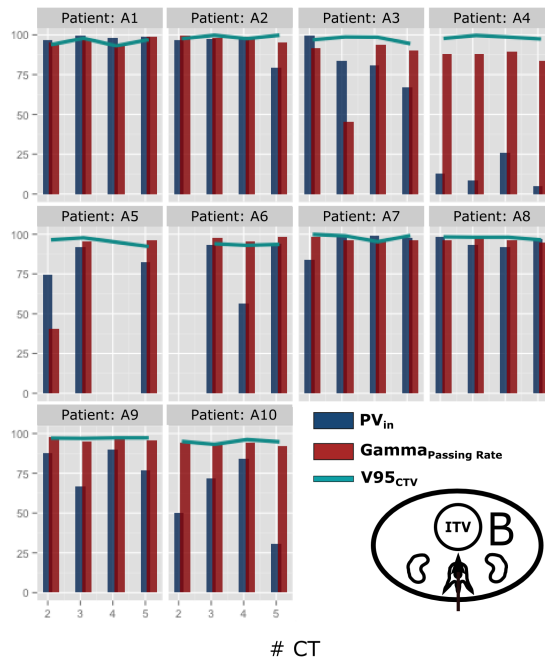 Patient: A1
Patient: A2
Patient: A3
Patient: A4
100
75
50
25
0
Patient: A5
Patient: A6
Patient: A7
Patient: A8
100
75
50
25
0
Patient: A9
Patient: A10
100
75
50
25
0
2 3 4 5
2 3 4 5
# CT
PVin
GammaPassing Rate
V95CTV
ITV
B